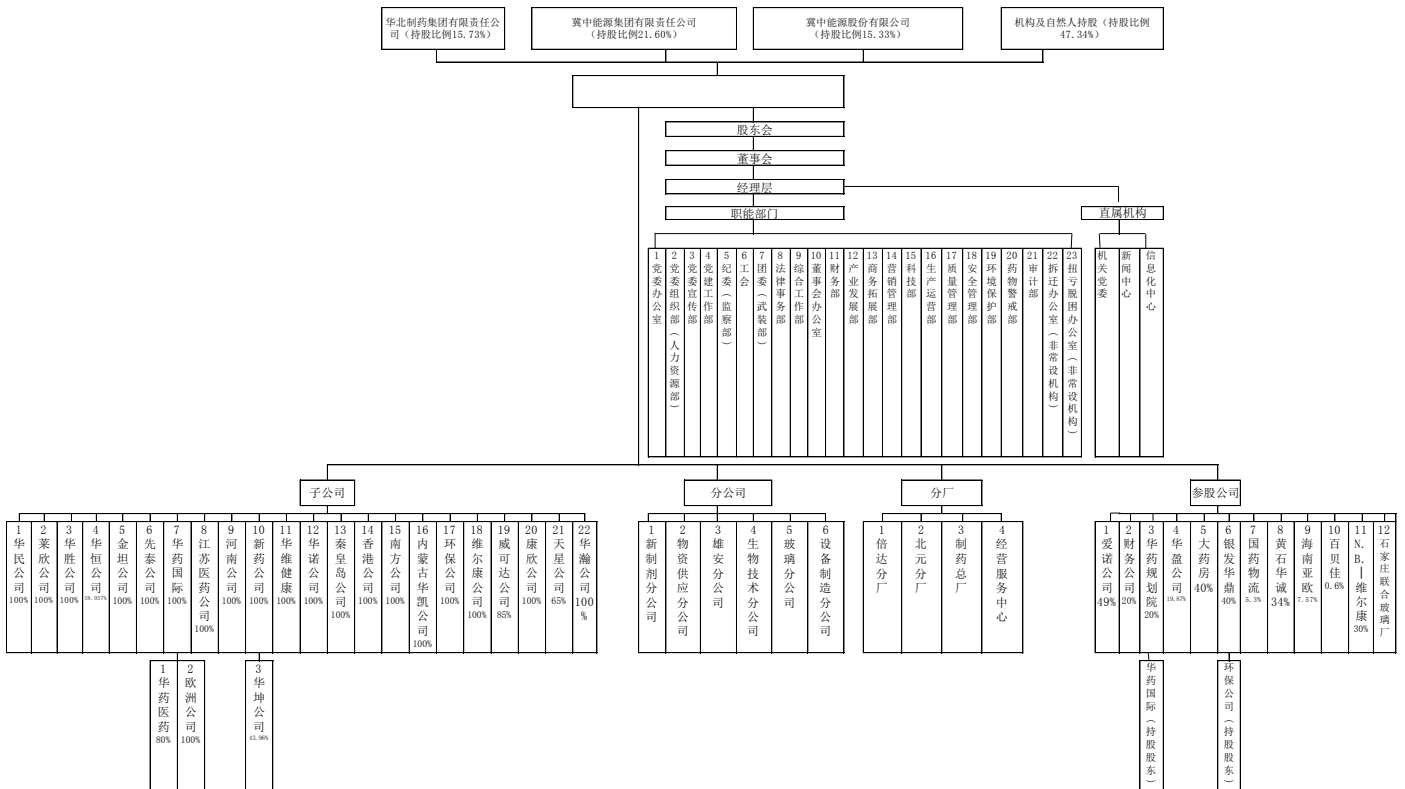 华北制药集团有限责任公
司（持股比例15.73%）
冀中能源集团有限责任公司
（持股比例21.60%）
冀中能源股份有限公司
（持股比例15.33%）
机构及自然人持股（持股比例
47.34%）
股东会
董事会
经理层
职能部门
直属机构
1党委办公室
2党委组织部（人力资源部）
3党委宣传部
4党建工作部
5纪委（监察部）
6工会
7团委（武装部）
8法律事务部
9综合工作部
10董事会办公室
11财务部
12产业发展部
13商务拓展部
14营销管理部
15科技部
16生产运营部
17质量管理部
18安全管理部
19环境保护部
20药物警戒部
21审计部
22拆迁办公室（非常设机构）
23扭亏脱困办公室（非常设机构）
机关党委
新闻中心
信息化中心
子公司
分公司
分厂
参股公司
1华民公司100%
2莱欣公司100%
3华胜公司100%
4华恒公司
5金坦公司100%
6先泰公司100%
7华药国际100%
8江苏医药公司100%
9河南公司100%
10新药公司100%
11华维健康100%
12华诺公司100%
13秦皇岛公司100%
14香港公司100%
15南方公司100%
16内蒙古华凯公司100%
17环保公司100%
18维尔康公司100%
19威可达公司85%
20康欣公司100%
21天星公司65%
22华瀚公司100%
1新制剂分公司
2物资供应分公司
3雄安分公司
4生物技术分公司
5玻璃分公司
6设备制造分公司
1倍达分厂
2北元分厂
3制药总厂
4经营服务中心
1爱诺公司49%
2财务公司20%
3华药规划院20%
4华盈公司19.87%
5大药房40%
6银发华鼎40%
7国药物流5.3%
8黄石华诚34%
9海南亚欧7.57%
10百贝佳0.6%
11N.B.|维尔康30%
12石家庄联合玻璃厂
1华药医药80%
2欧洲公司100%
3华坤公司43.96%
华药国际（持股股东）
环保公司（持股股东）